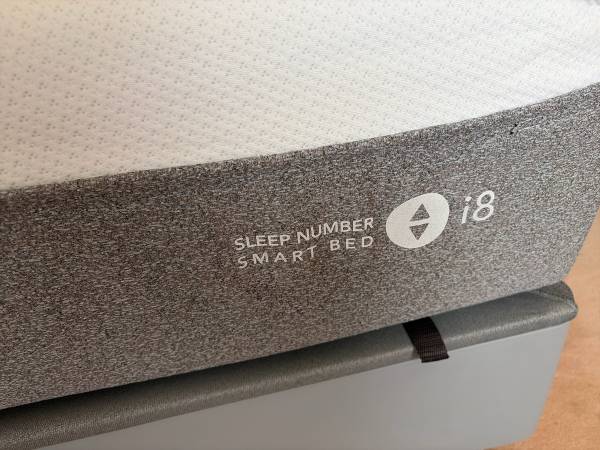 SLEEP NUMBER
SMART BED
i8